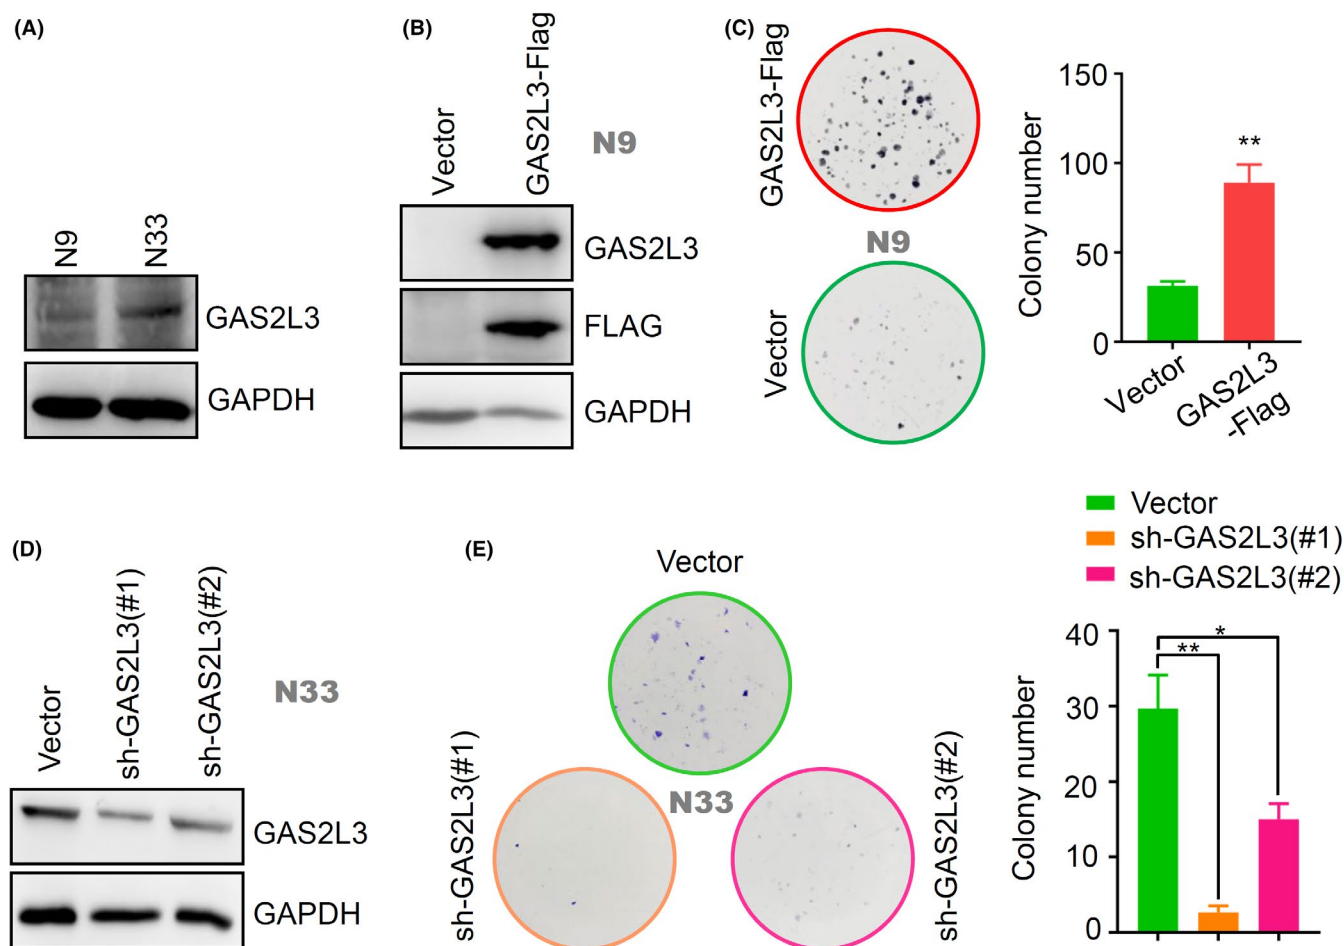 (A)
N9
N33
GAS2L3
GAPDH
(B)
Vector
GAS2L3-Flag
N9
GAS2L3
FLAG
GAPDH
(C)
GAS2L3-Flag
N9
Vector
Colony number
150
100
50
0
**
Vector
GAS2L3
-Flag
(D)
Vector
sh-GAS2L3(#1)
sh-GAS2L3(#2)
N33
GAS2L3
GAPDH
(E)
Vector
sh-GAS2L3(#1)
N33
sh-GAS2L3(#2)
Vector
sh-GAS2L3(#1)
sh-GAS2L3(#2)
Colony number
40
30
20
10
0
*
**